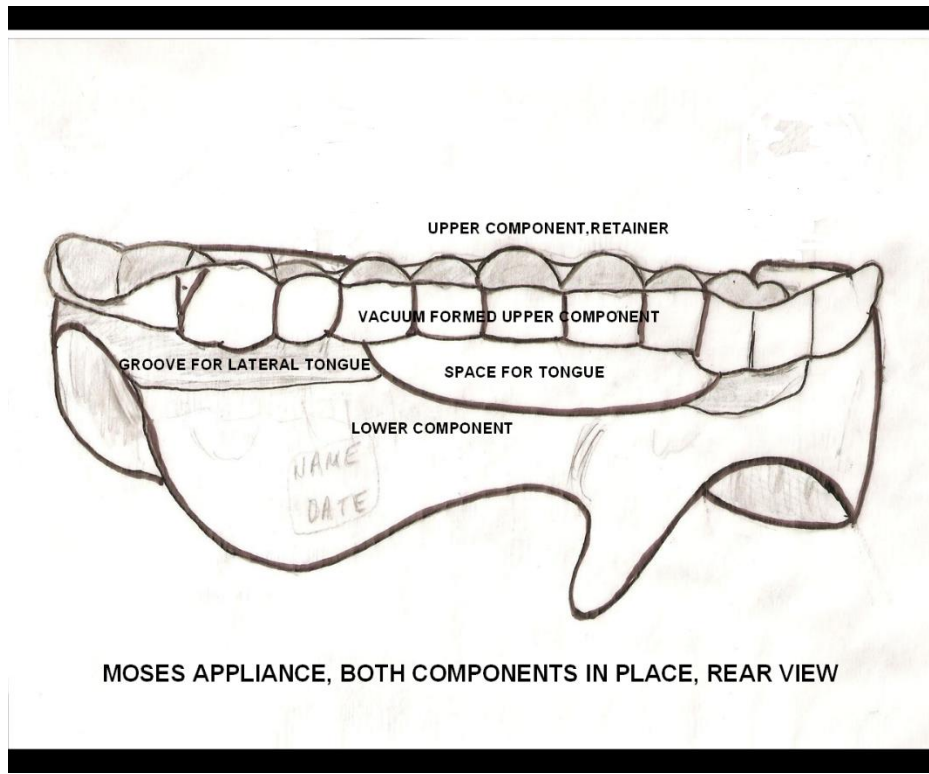 UPPER COMPONENT,RETAINER
VACUUM FORMED UPPER COMPONENT
GROOVE FOR LATERAL TONGUE
SPACE FOR TONGUE
LOWER COMPONENT
NAME
DATE
MOSES APPLIANCE, BOTH COMPONENTS IN PLACE, REAR VIEW